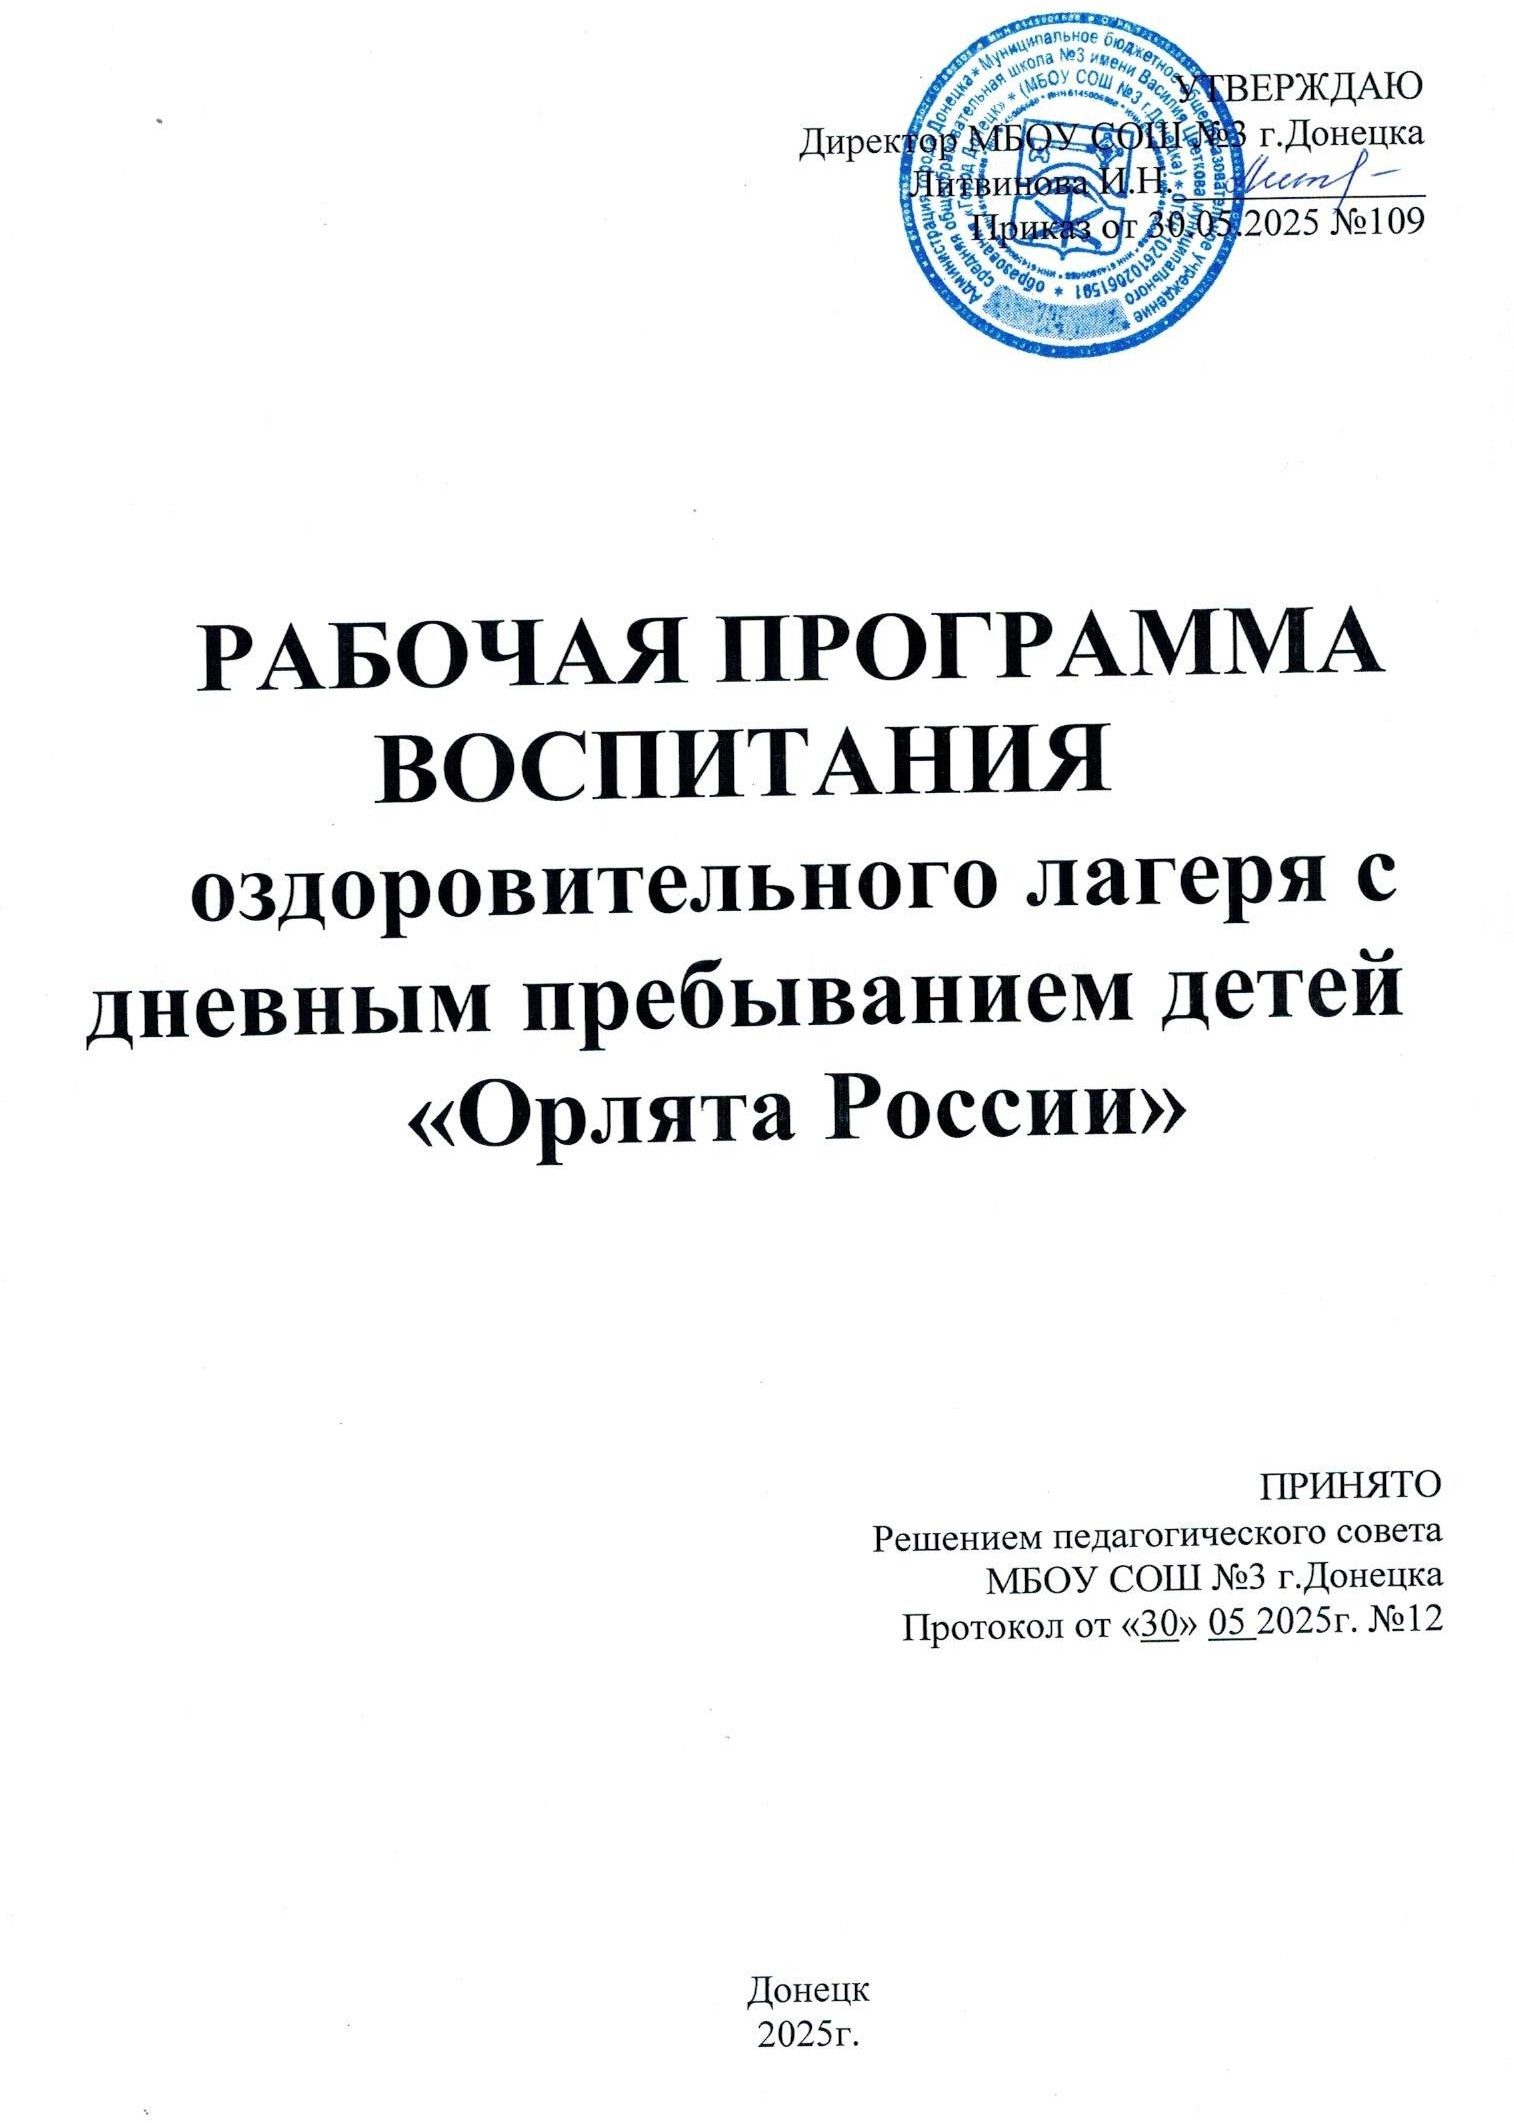 УТВЕРЖДАЮ
Директор МБОУ СОШ №3 г.Донецка
Литвинова И.Н.
Приказ от 30.05.2025 №109
РАБОЧАЯ ПРОГРАММА
ВОСПИТАНИЯ
оздоровительного лагеря с
дневным пребыванием детей
«Орлята России»
ПРИНЯТО
Решением педагогического совета
МБОУ СОШ №3 г.Донецка
Протокол от «30» 05 2025г. №12
Донецк
2025г.